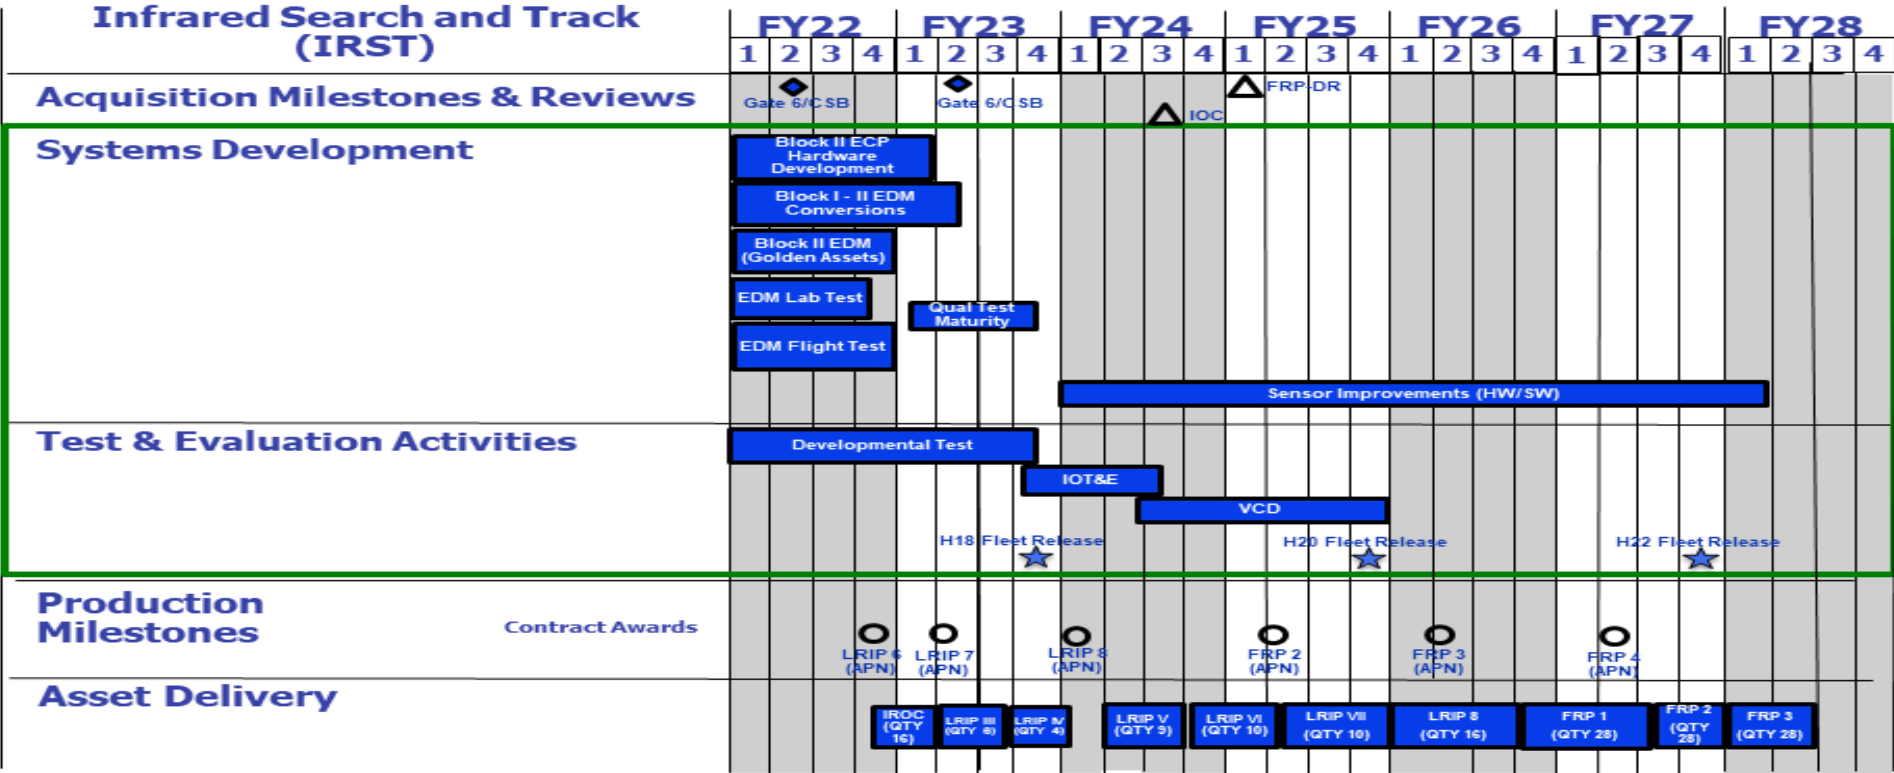 Infrared Search and Track
(IRST)
FY22 FY23 FY24 FY25 FY26 FY27 FY28
1 2 3 4 1 2 3 4 1 2 3 4 1 2 3 4 1 2 3 4 1 2 3 4 1 2 3 4
Acquisition Milestones & Reviews
Gate 6/CSB
Gate 6/CSB
IOC
FRP-DR
Systems Development
Block II ECP
Hardware
Development
Block I - II EDM
Conversions
Block II EDM
(Golden Assets)
EDM Lab Test
Qual Test
Maturity
EDM Flight Test
Sensor Improvements (HW/SW)
Test & Evaluation Activities
Developmental Test
IOT&E
VCD
H18 Fleet Release
H20 Fleet Release
H22 Fleet Release
Production
Milestones
Contract Awards
LRIP 6
(APN)
LRIP 7
(APN)
LRIP 8
(APN)
FRP 2
(APN)
FRP 3
(APN)
FRP 4
(APN)
Asset Delivery
IROC
(QTY
16)
LRIP III
(QTY 6)
LRIP IV
(QTY 4)
LRIP V
(QTY 9)
LRIP VI
(QTY 10)
LRIP VII
(QTY 10)
LRIP 8
(QTY 16)
FRP 1
(QTY 28)
FRP 2
(QTY
28)
FRP 3
(QTY 28)